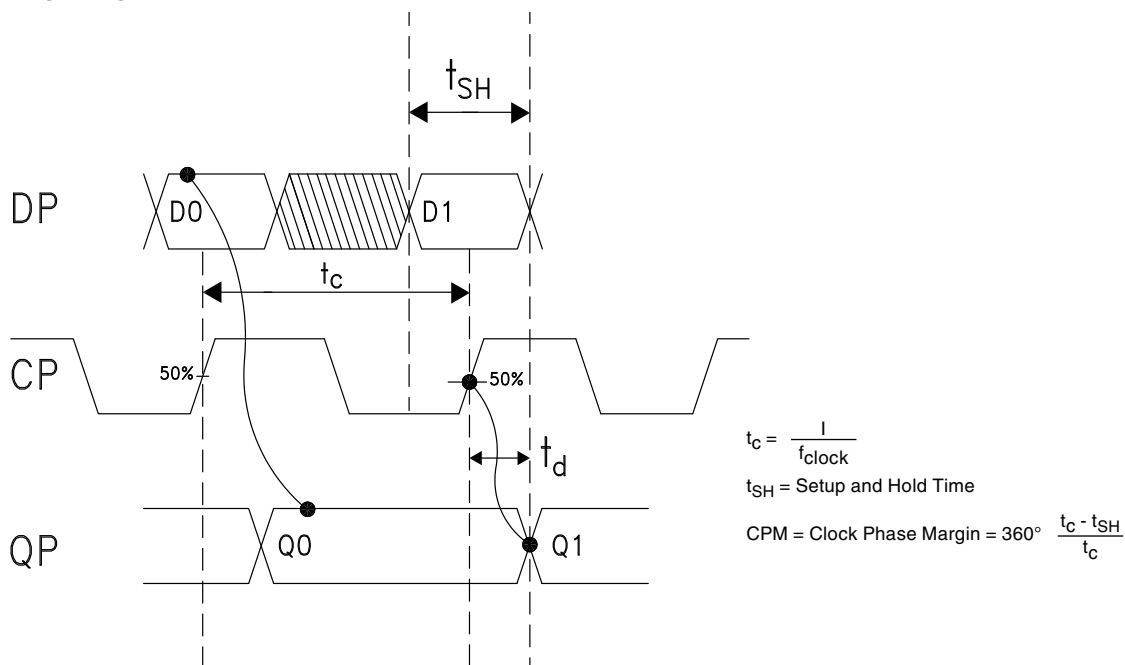 tSH
DP
D0
D1
tc
CP
50%
50%
td
QP
Q0
Q1
tc = I / fclock
tSH = Setup and Hold Time
CPM = Clock Phase Margin = 360° tc - tSH / tc